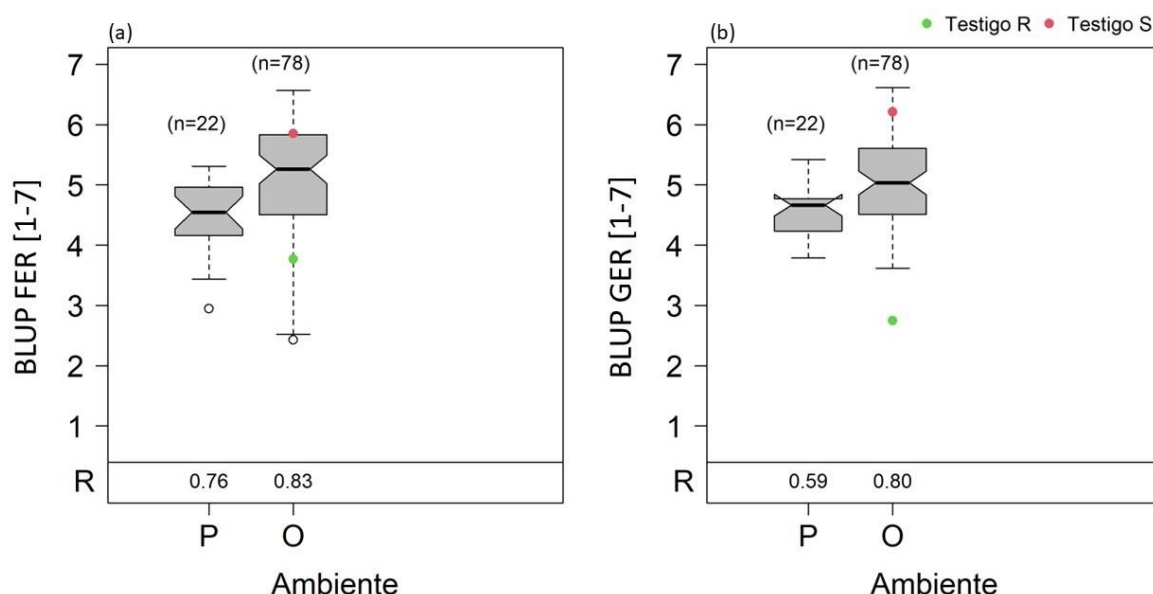 (a)
(n=78)
(n=22)
7
6
5
4
3
2
1
BLUP FER [1-7]
R 0.76 0.83
P O
Ambiente
Testigo R Testigo S
(b)
(n=78)
(n=22)
7
6
5
4
3
2
1
BLUP GER [1-7]
R 0.59 0.80
P O
Ambiente